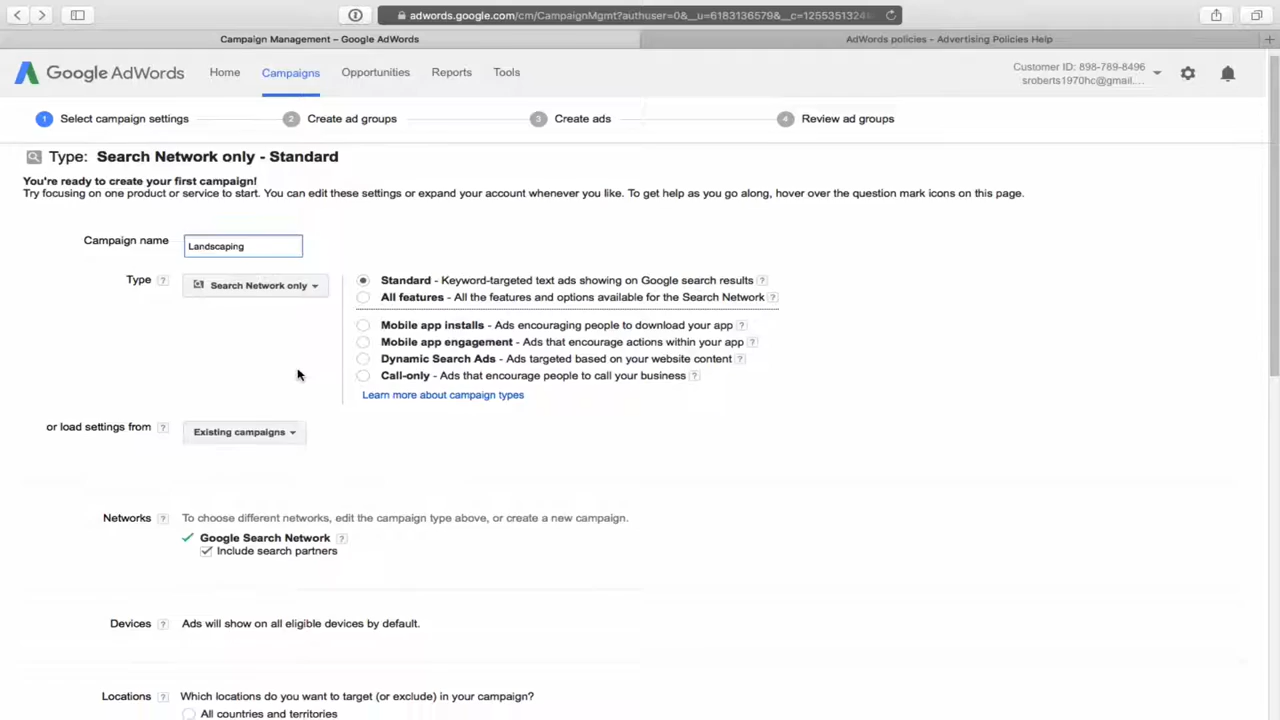 adwords.google.com/cm/CampaignMgmt?authuser=0&__u=6183136579&__c=1255351324
Campaign Management – Google AdWords
AdWords policies – Advertising Policies Help
Google AdWords
Home
Campaigns
Opportunities
Reports
Tools
Customer ID: 898-789-8496
sroberts1970hc@gmail....
1 Select campaign settings
2 Create ad groups
3 Create ads
4 Review ad groups
Type: Search Network only - Standard
You're ready to create your first campaign!
Try focusing on one product or service to start. You can edit these settings or expand your account whenever you like. To get help as you go along, hover over the question mark icons on this page.
Campaign name
Landscaping
Type ?
Search Network only
Standard - Keyword-targeted text ads showing on Google search results ?
All features - All the features and options available for the Search Network ?
Mobile app installs - Ads encouraging people to download your app ?
Mobile app engagement - Ads that encourage actions within your app ?
Dynamic Search Ads - Ads targeted based on your website content ?
Call-only - Ads that encourage people to call your business ?
Learn more about campaign types
or load settings from ?
Existing campaigns
Networks ?
To choose different networks, edit the campaign type above, or create a new campaign.
Google Search Network ?
Include search partners
Devices ?
Ads will show on all eligible devices by default.
Locations ?
Which locations do you want to target (or exclude) in your campaign?
All countries and territories